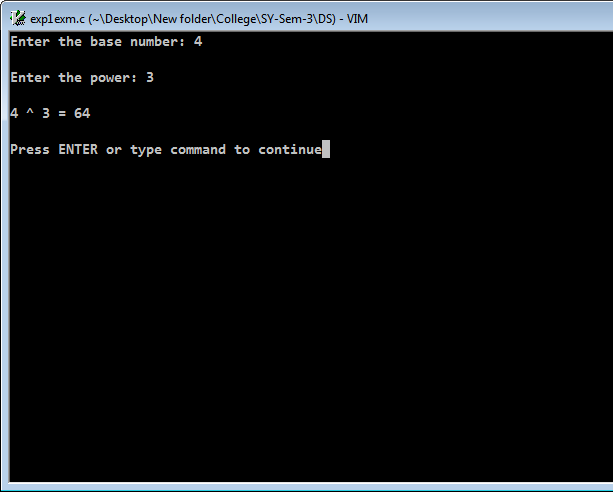 exp1exm.c (~\Desktop\New folder\College\SY-Sem-3\DS) - VIM
Enter the base number: 4
Enter the power: 3
4 ^ 3 = 64
Press ENTER or type command to continue